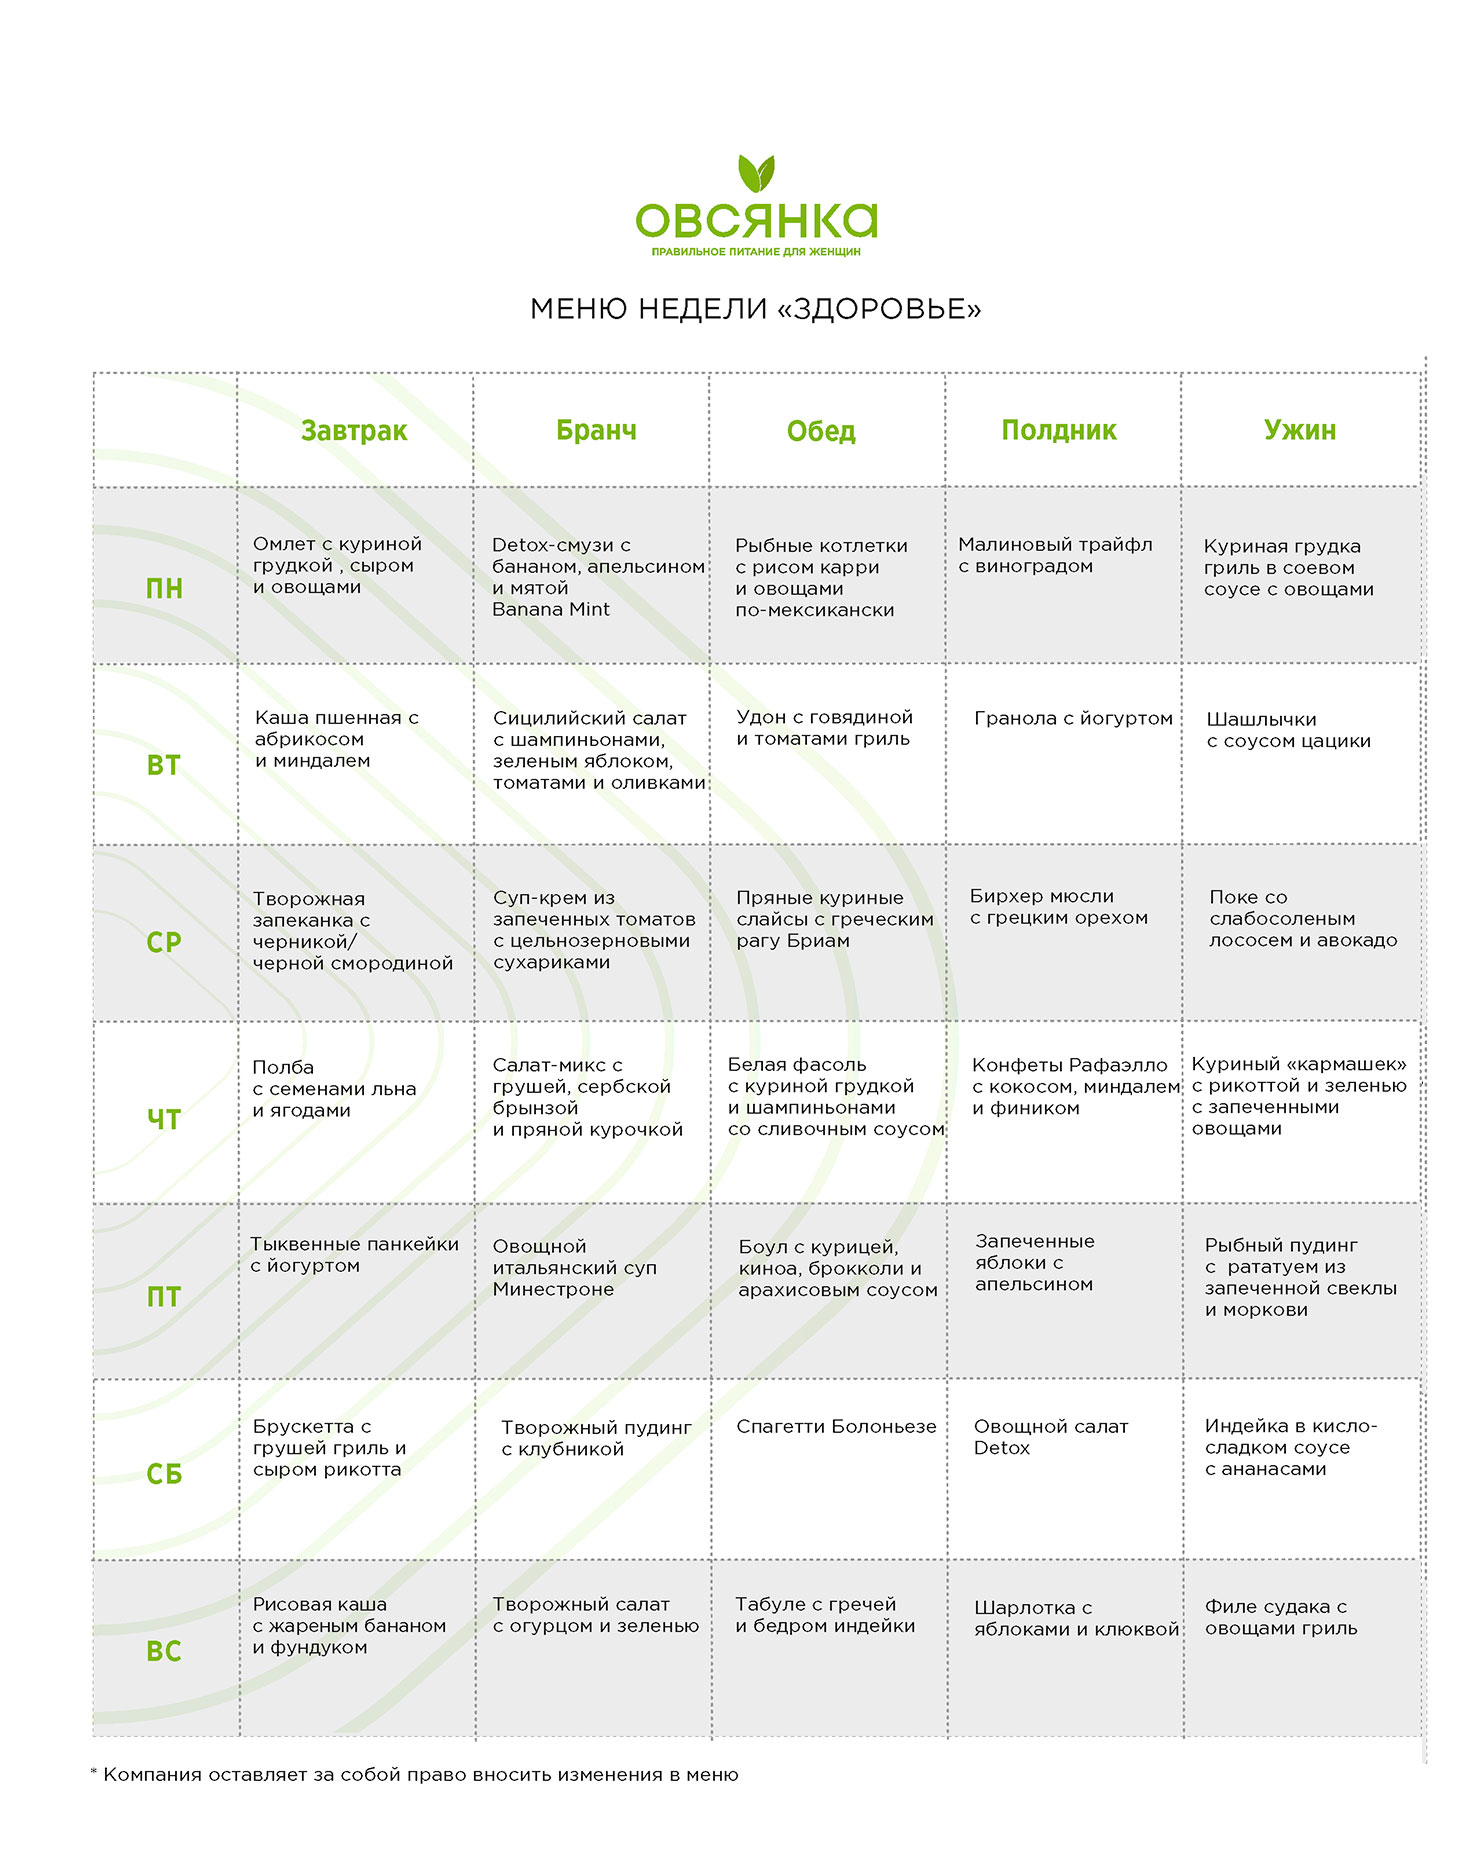 ОВСЯНКА
ПРАВИЛЬНОЕ ПИТАНИЕ ДЛЯ ЖЕНЩИН
МЕНЮ НЕДЕЛИ «ЗДОРОВЬЕ»
Завтрак
Бранч
Обед
Полдник
Ужин
ПН
Омлет с куриной
грудкой , сыром
и овощами
Detox-смузи с
бананом, апельсином
и мятой
Banana Mint
Рыбные котлетки
с рисом карри
и овощами
по-мексикански
Малиновый трайфл
с виноградом
Куриная грудка
гриль в соевом
соусе с овощами
ВТ
Каша пшенная с
абрикосом
и миндалем
Сицилийский салат
с шампиньонами,
зеленым яблоком,
томатами и оливками
Удон с говядиной
и томатами гриль
Гранола с йогуртом
Шашлычки
с соусом цацики
СР
Творожная
запеканка с
черникой/
черной смородиной
Суп-крем из
запеченных томатов
с цельнозерновыми
сухариками
Пряные куриные
слайсы с греческим
рагу Бриам
Бирхер мюсли
с грецким орехом
Поке со
слабосоленым
лососем и авокадо
ЧТ
Полба
с семенами льна
и ягодами
Салат-микс с
грушей, сербской
брынзой
и пряной курочкой
Белая фасоль
с куриной грудкой
и шампиньонами
со сливочным соусом
Конфеты Рафаэлло
с кокосом, миндалем
и фиником
Куриный «кармашек»
с рикоттой и зеленью
с запеченными
овощами
ПТ
Тыквенные панкейки
с йогуртом
Овощной
итальянский суп
Минестроне
Боул с курицей,
киноа, брокколи и
арахисовым соусом
Запеченные
яблоки с
апельсином
Рыбный пудинг
с рататуем из
запеченной свеклы
и моркови
СБ
Брускетта с
грушей гриль и
сыром рикотта
Творожный пудинг
с клубникой
Спагетти Болоньезе
Овощной салат
Detox
Индейка в кисло-
сладком соусе
с ананасами
ВС
Рисовая каша
с жареным бананом
и фундуком
Творожный салат
с огурцом и зеленью
Табуле с гречей
и бедром индейки
Шарлотка с
яблоками и клюквой
Филе судака с
овощами гриль
* Компания оставляет за собой право вносить изменения в меню